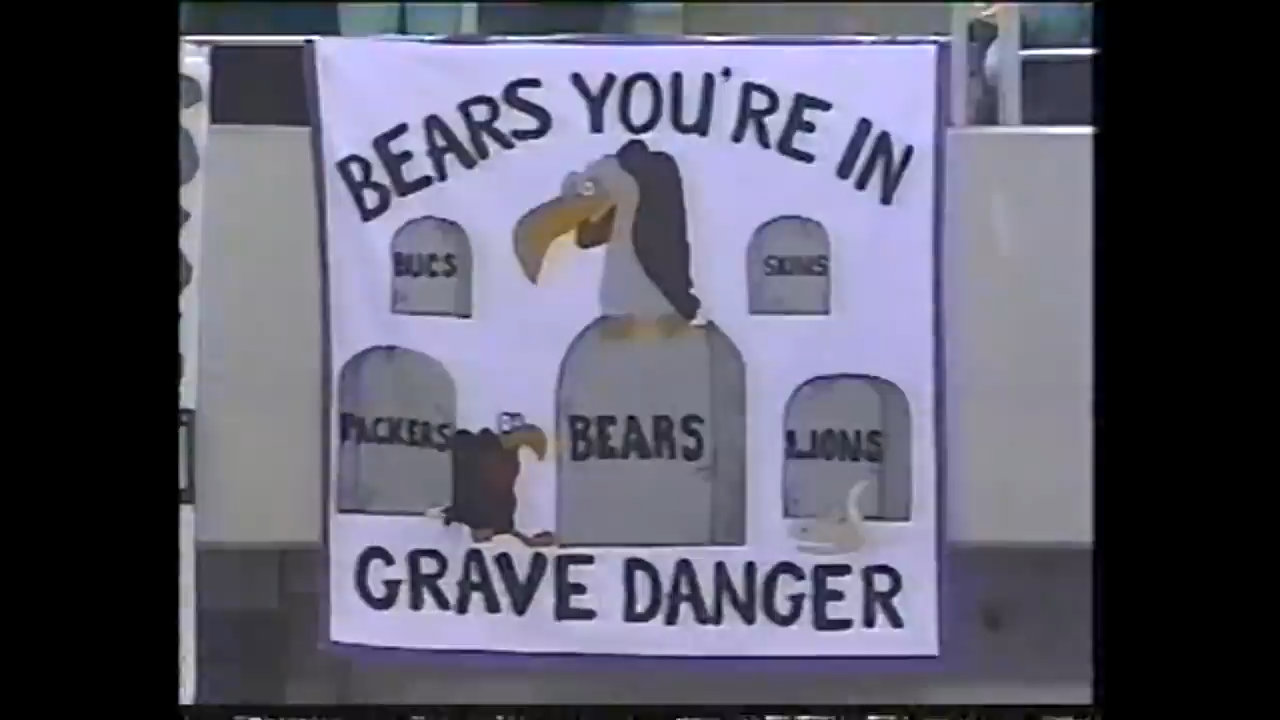 BEARS YOU'RE IN
BUCS
SKINS
PACKERS
BEARS
LIONS
GRAVE DANGER